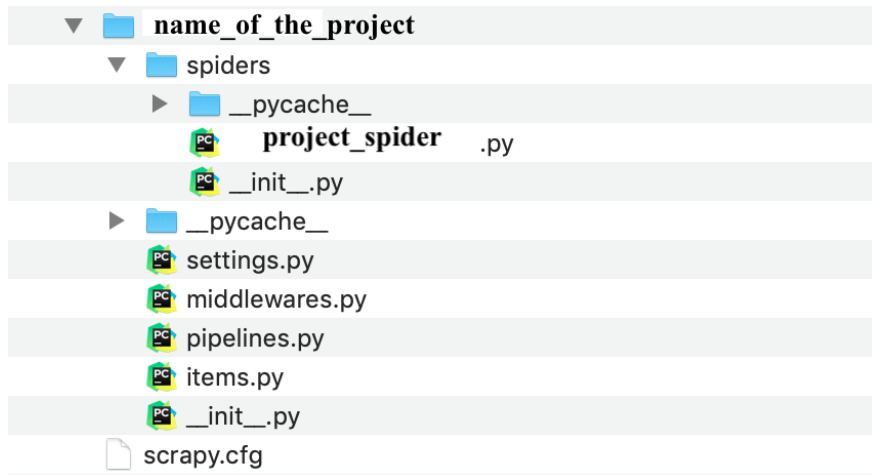 name_of_the_project
spiders
__pycache__
project_spider .py
__init__.py
__pycache__
settings.py
middlewares.py
pipelines.py
items.py
__init__.py
scrapy.cfg